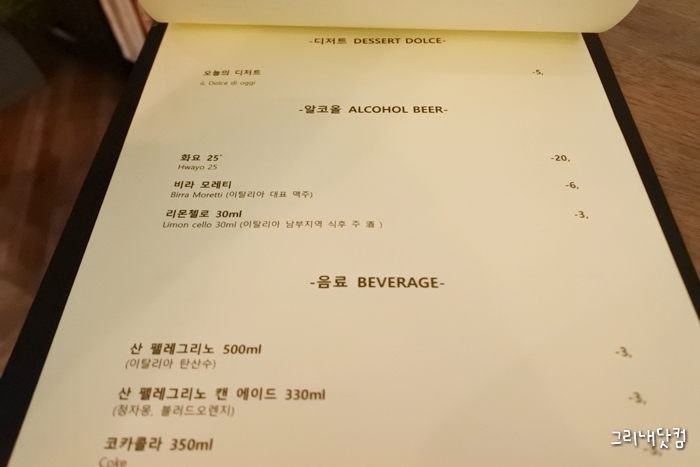 -디저트 DESSERT DOLCE-
오늘의 디저트 -5,
a, Dolce di oggi
-알코올 ALCOHOL BEER-
화요 25˚ -20,
Hwayo 25
비라 모레티 -6,
Birra Moretti (이탈리아 대표 맥주)
리몬첼로 30ml -3,
Limon cello 30ml (이탈리아 남부지역 식후 주 酒 )
-음료 BEVERAGE-
산 펠레그리노 500ml -3,
(이탈리아 탄산수)
산 펠레그리노 캔 에이드 330ml -3,
(청자몽, 블러드오렌지)
코카콜라 350ml
Coke
그리내닷컴